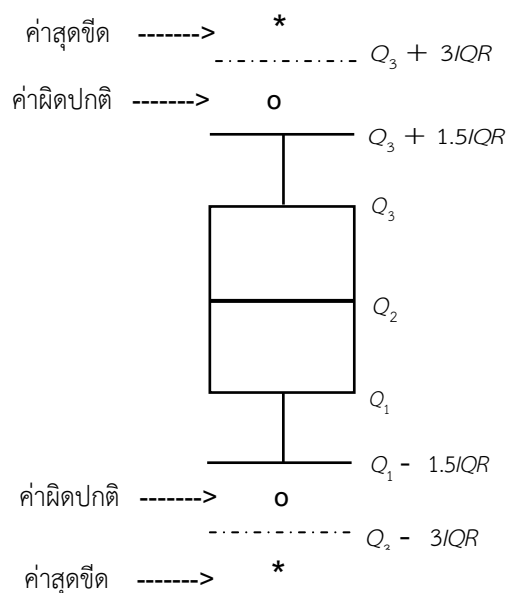 ค่าสุดขีด -------> *
Q₃ + 3IQR
ค่าผิดปกติ -------> o
Q₃ + 1.5IQR
Q₃
Q₂
Q₁
Q₁ - 1.5IQR
ค่าผิดปกติ -------> o
Q₃ - 3IQR
ค่าสุดขีด -------> *